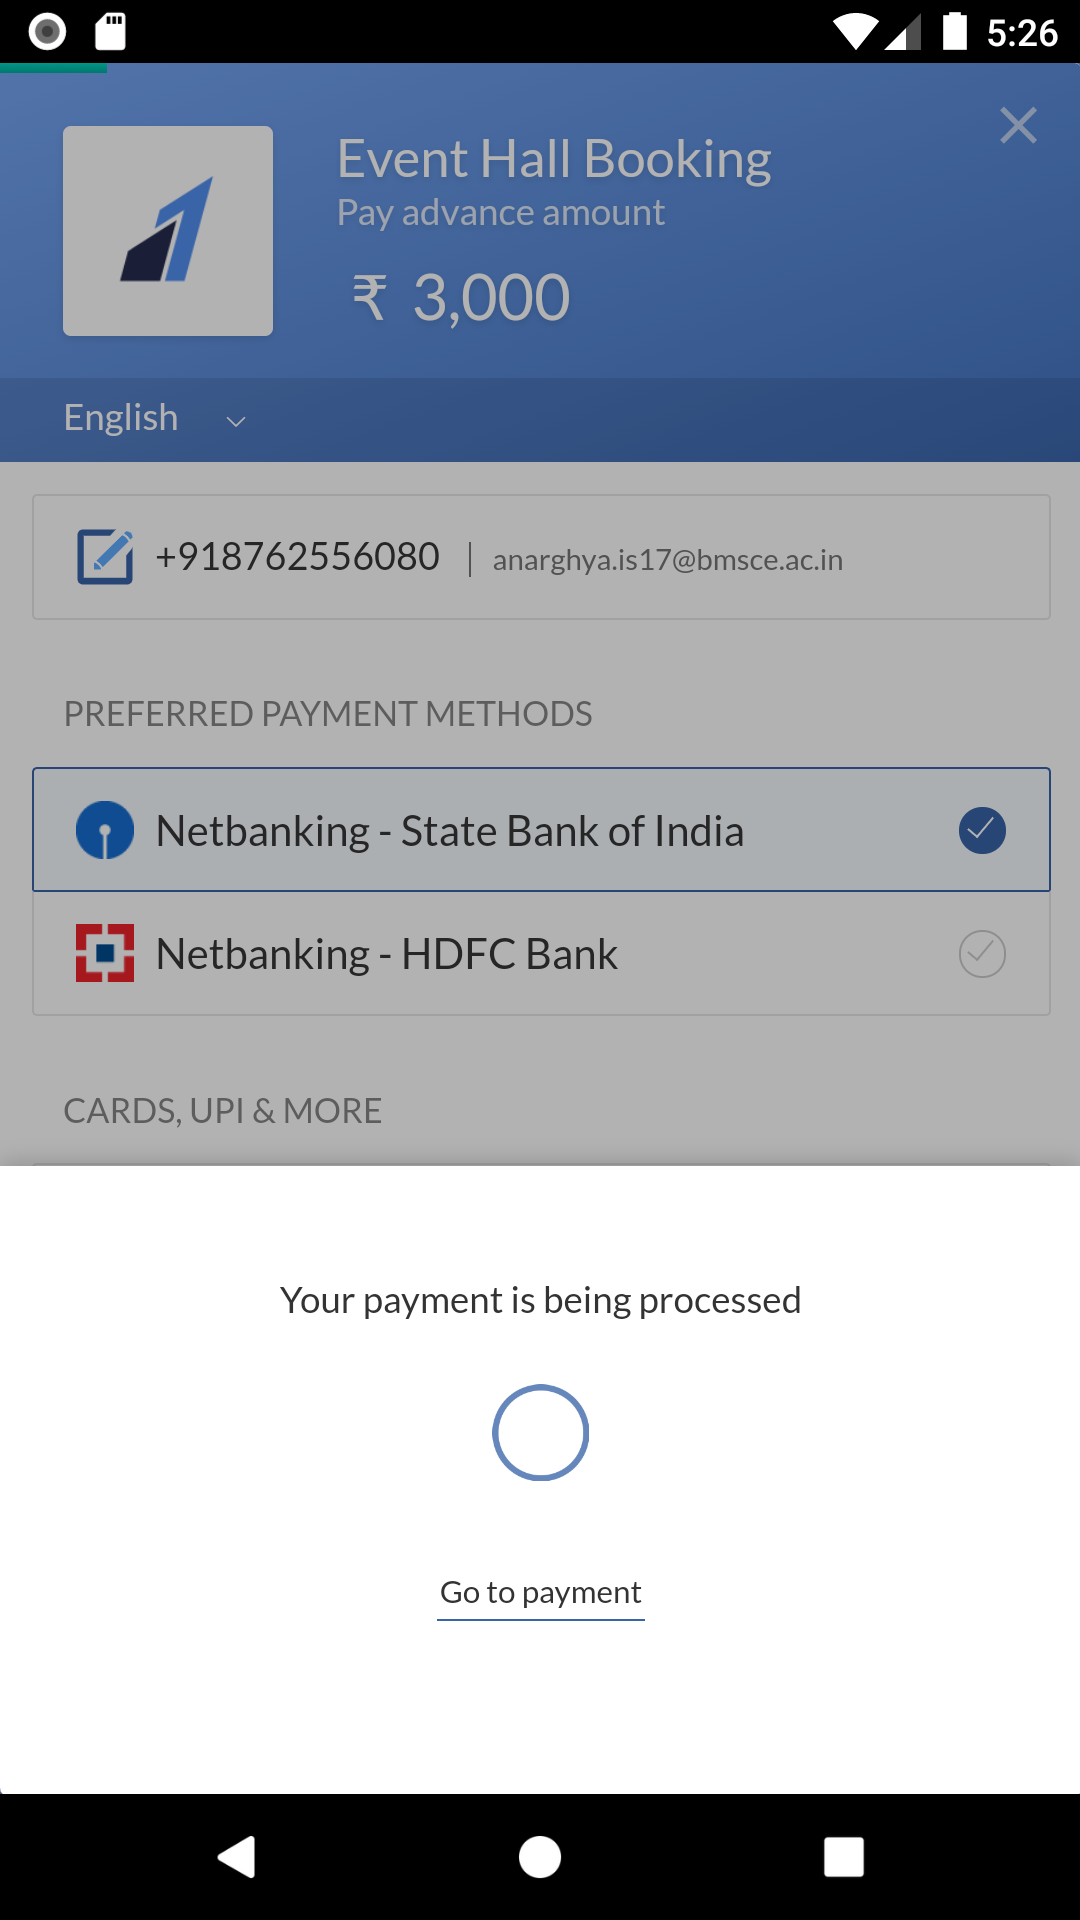 5:26
Event Hall Booking
Pay advance amount
₹ 3,000
English
+918762556080 | anarghya.is17@bmsce.ac.in
PREFERRED PAYMENT METHODS
Netbanking - State Bank of India
Netbanking - HDFC Bank
CARDS, UPI & MORE
Your payment is being processed
Go to payment